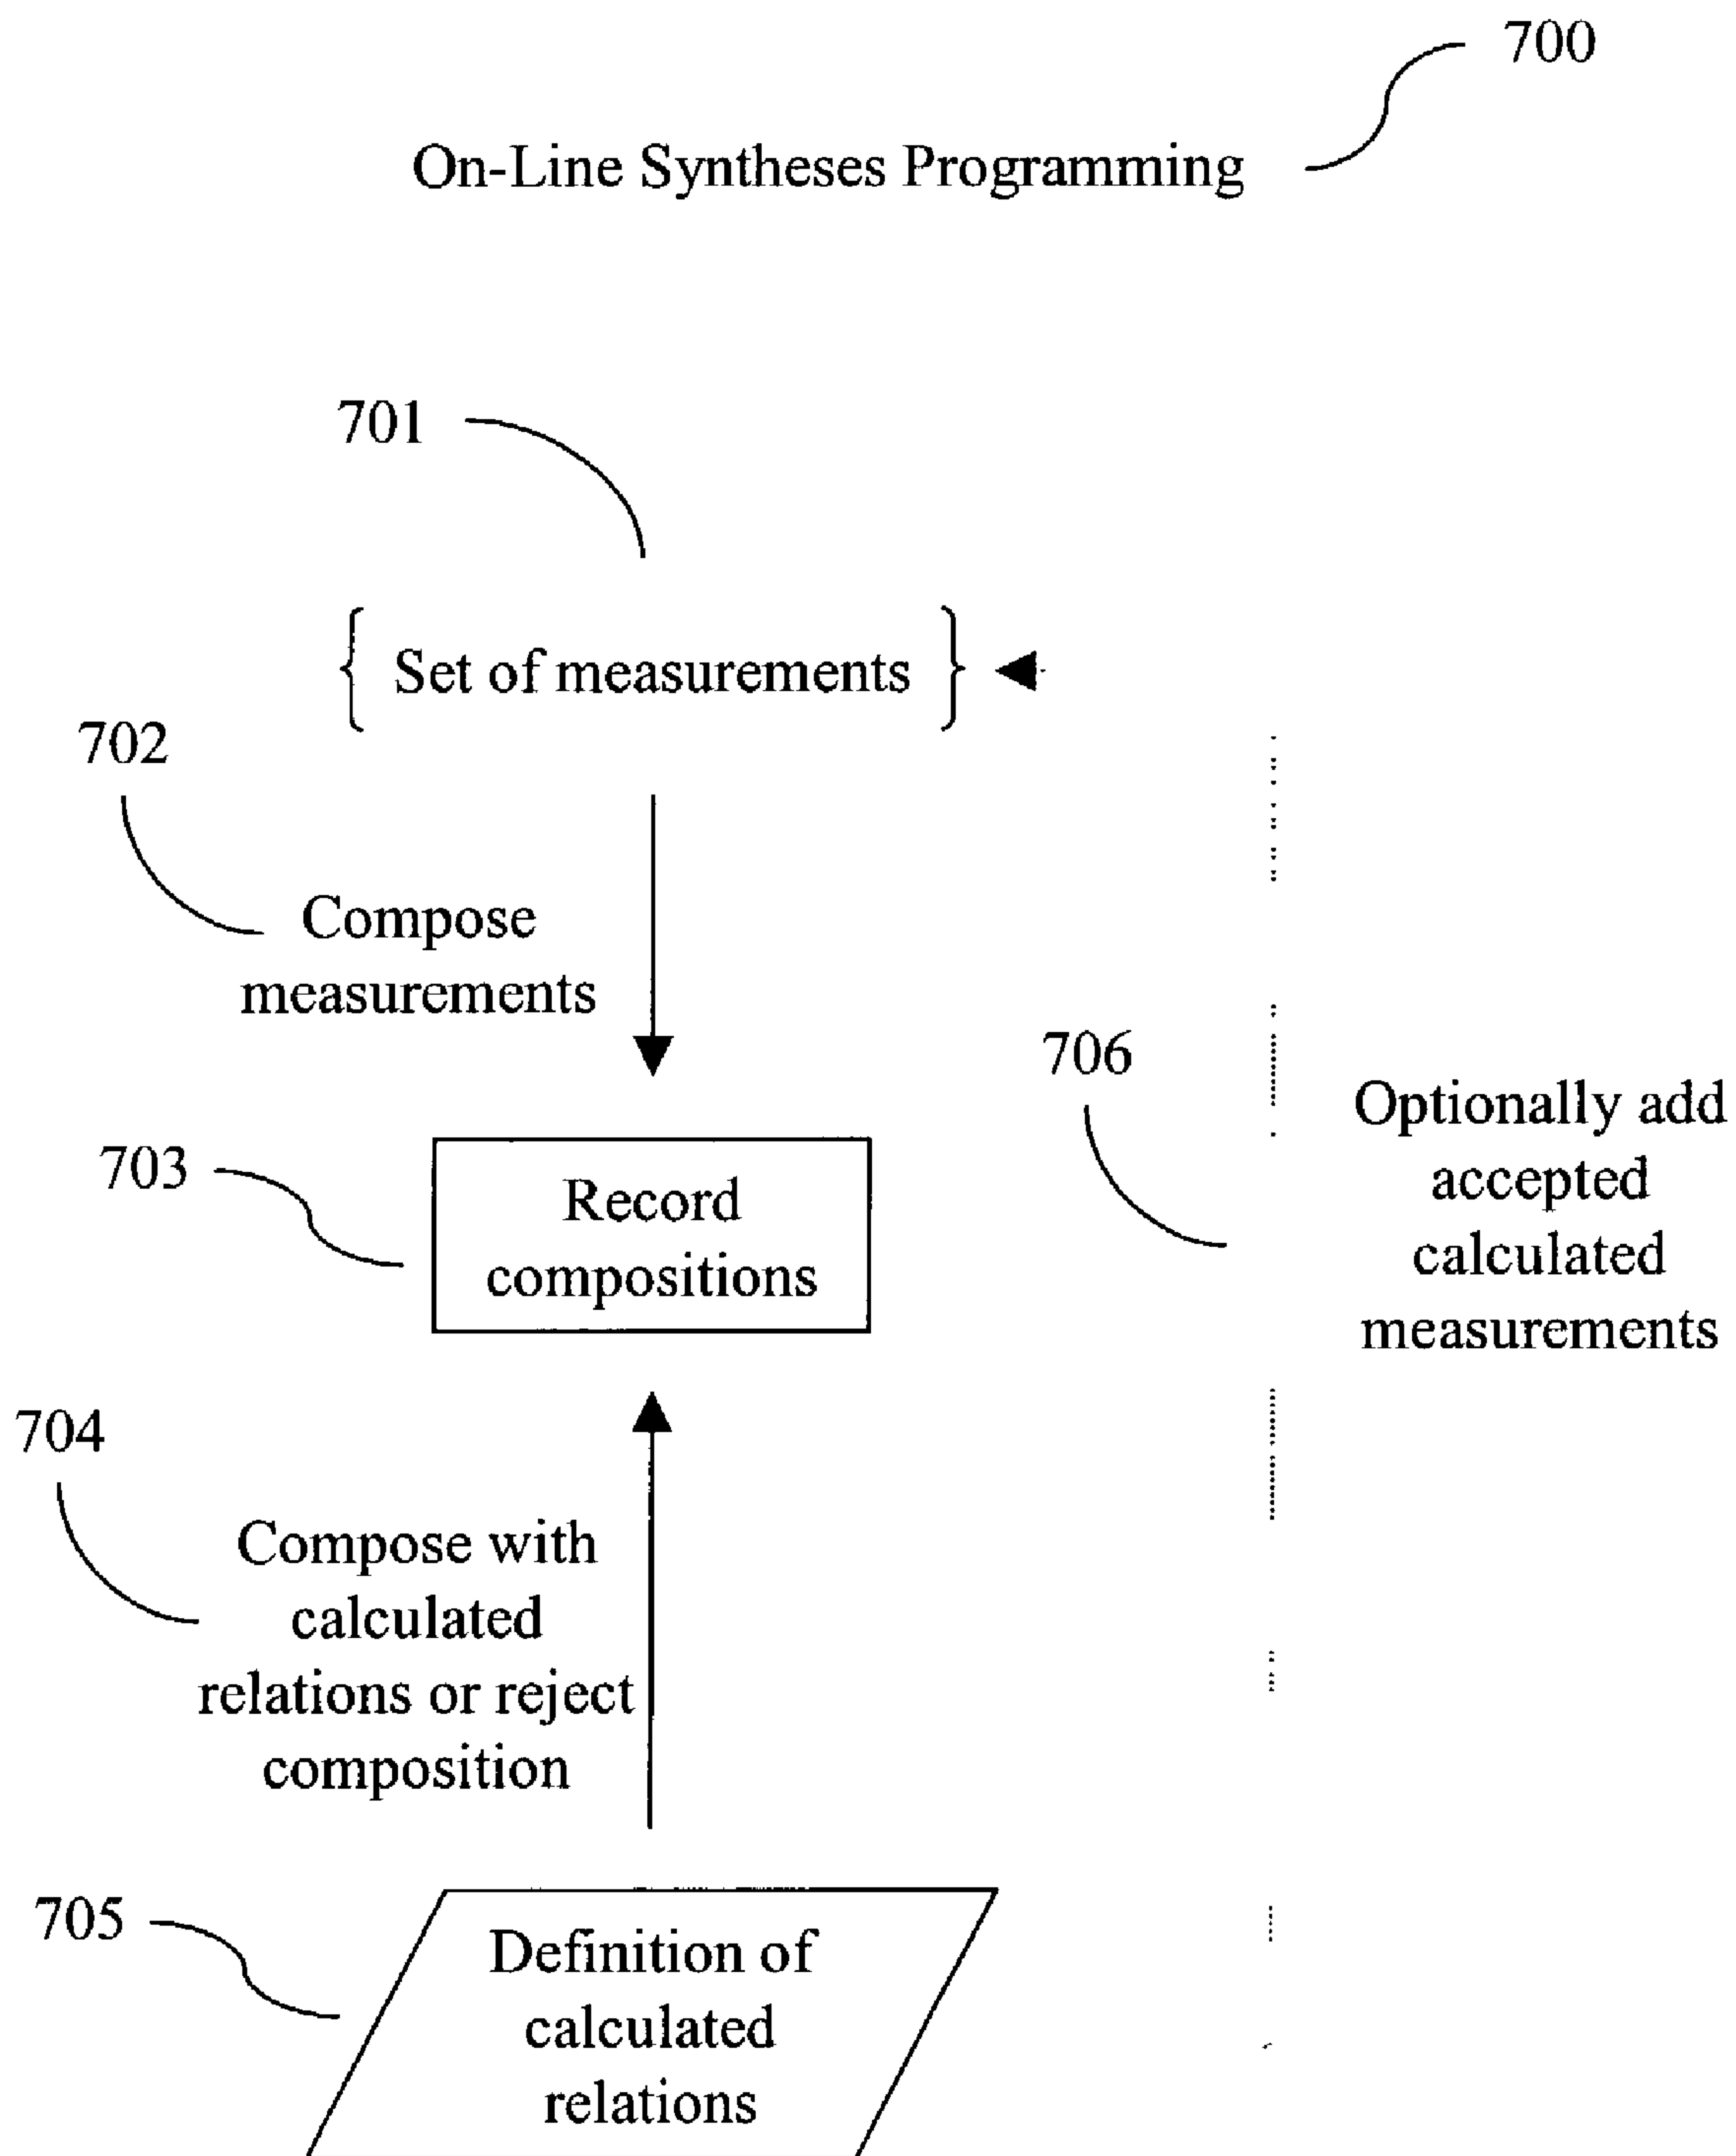 700
On-Line Syntheses Programming
701
Set of measurements
702
Compose
measurements
706
Optionally add
accepted
calculated
measurements
703
Record
compositions
704
Compose with
calculated
relations or reject
composition
705
Definition of
calculated
relations